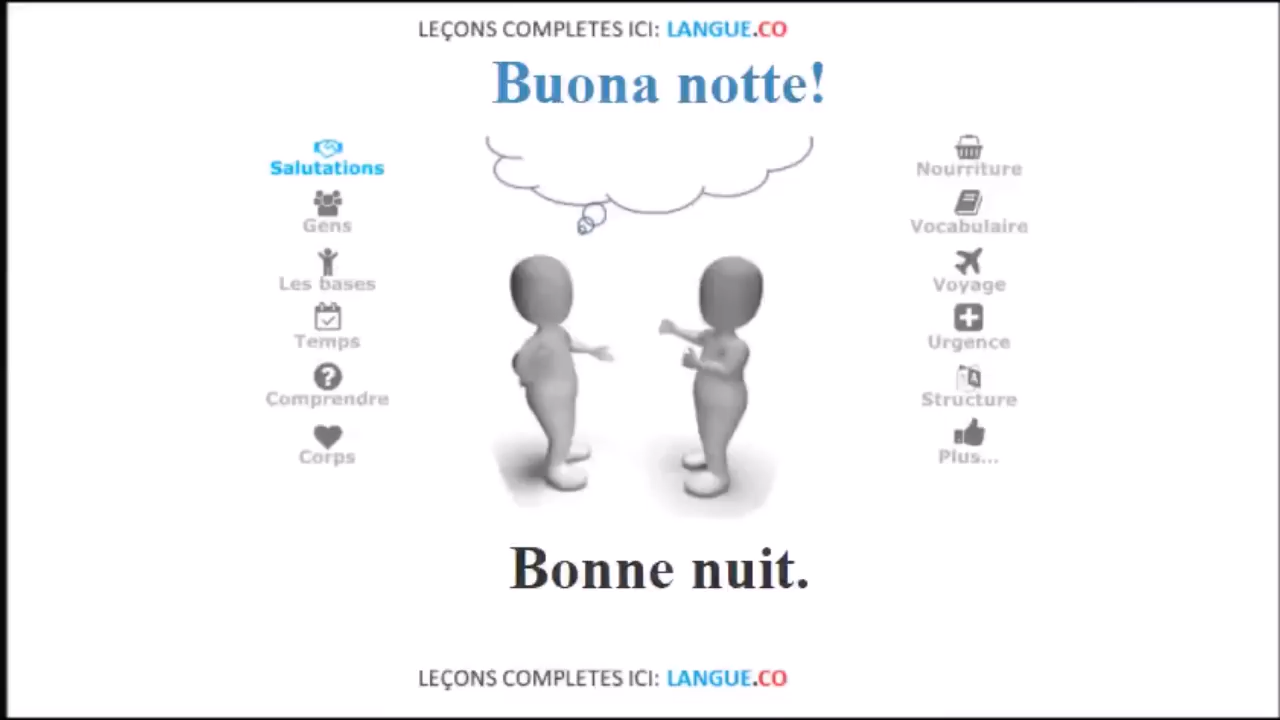 LEÇONS COMPLETES ICI: LANGUE.CO
Buona notte!
Salutations
Gens
Les bases
Temps
Comprendre
Corps
Nourriture
Vocabulaire
Voyage
Urgence
Structure
Plus...
Bonne nuit.
LEÇONS COMPLETES ICI: LANGUE.CO